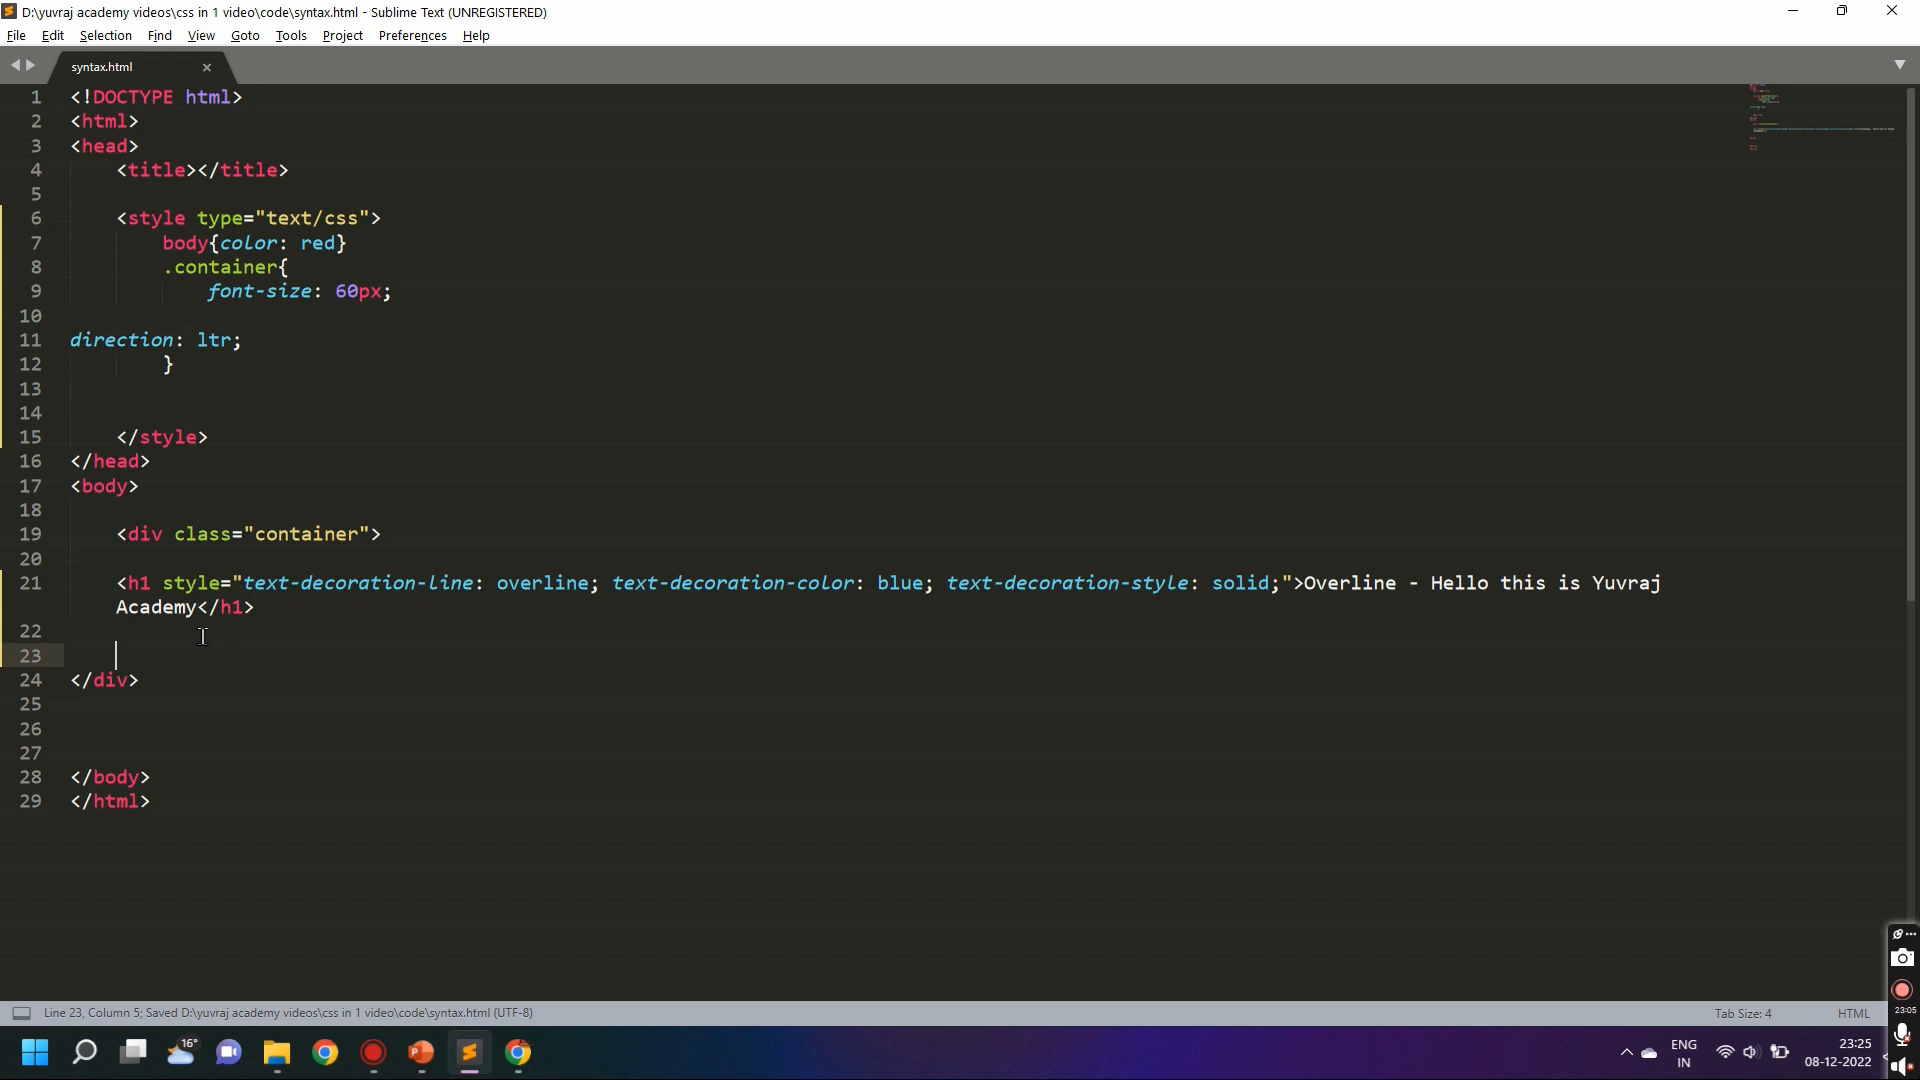 D:\yuvraj academy videos\css in 1 video\code\syntax.html - Sublime Text (UNREGISTERED)
File Edit Selection Find View Goto Tools Project Preferences Help
syntax.html
1 <!DOCTYPE html>
2 <html>
3 <head>
4 <title></title>
5
6 <style type="text/css">
7 body{color: red}
8 .container{
9 font-size: 60px;
10
11 direction: ltr;
12 }
13
14
15 </style>
16 </head>
17 <body>
18
19 <div class="container">
20
21 <h1 style="text-decoration-line: overline; text-decoration-color: blue; text-decoration-style: solid;">Overline - Hello this is Yuvraj
Academy</h1>
22
23
24 </div>
25
26
27
28 </body>
29 </html>
Line 23, Column 5; Saved D:\yuvraj academy videos\css in 1 video\code\syntax.html (UTF-8)
Tab Size: 4
HTML
23:05
16°
ENG
IN
23:25
08-12-2022